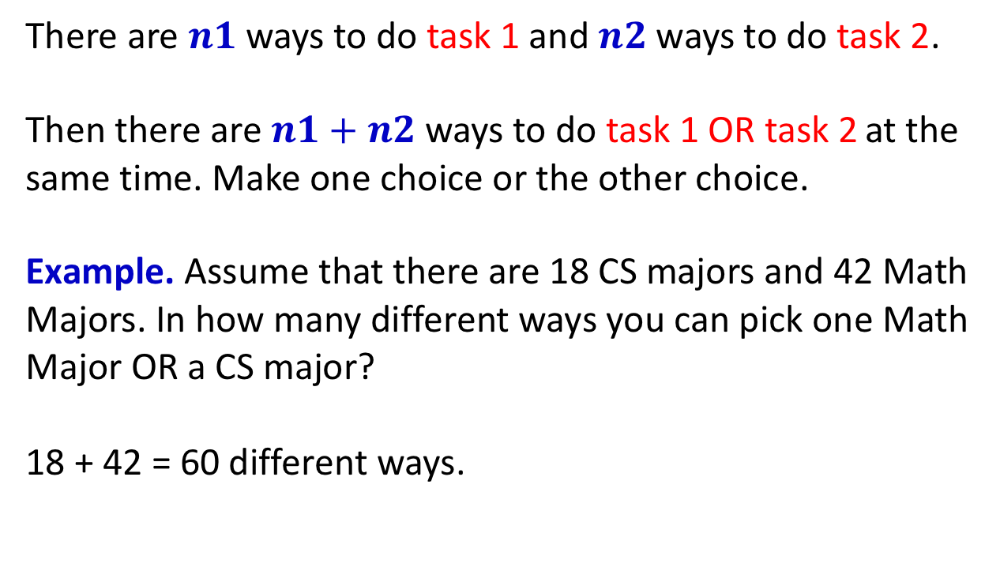 There are n1 ways to do task 1 and n2 ways to do task 2.
Then there are n1 + n2 ways to do task 1 OR task 2 at the
same time. Make one choice or the other choice.
Example. Assume that there are 18 CS majors and 42 Math
Majors. In how many different ways you can pick one Math
Major OR a CS major?
18 + 42 = 60 different ways.